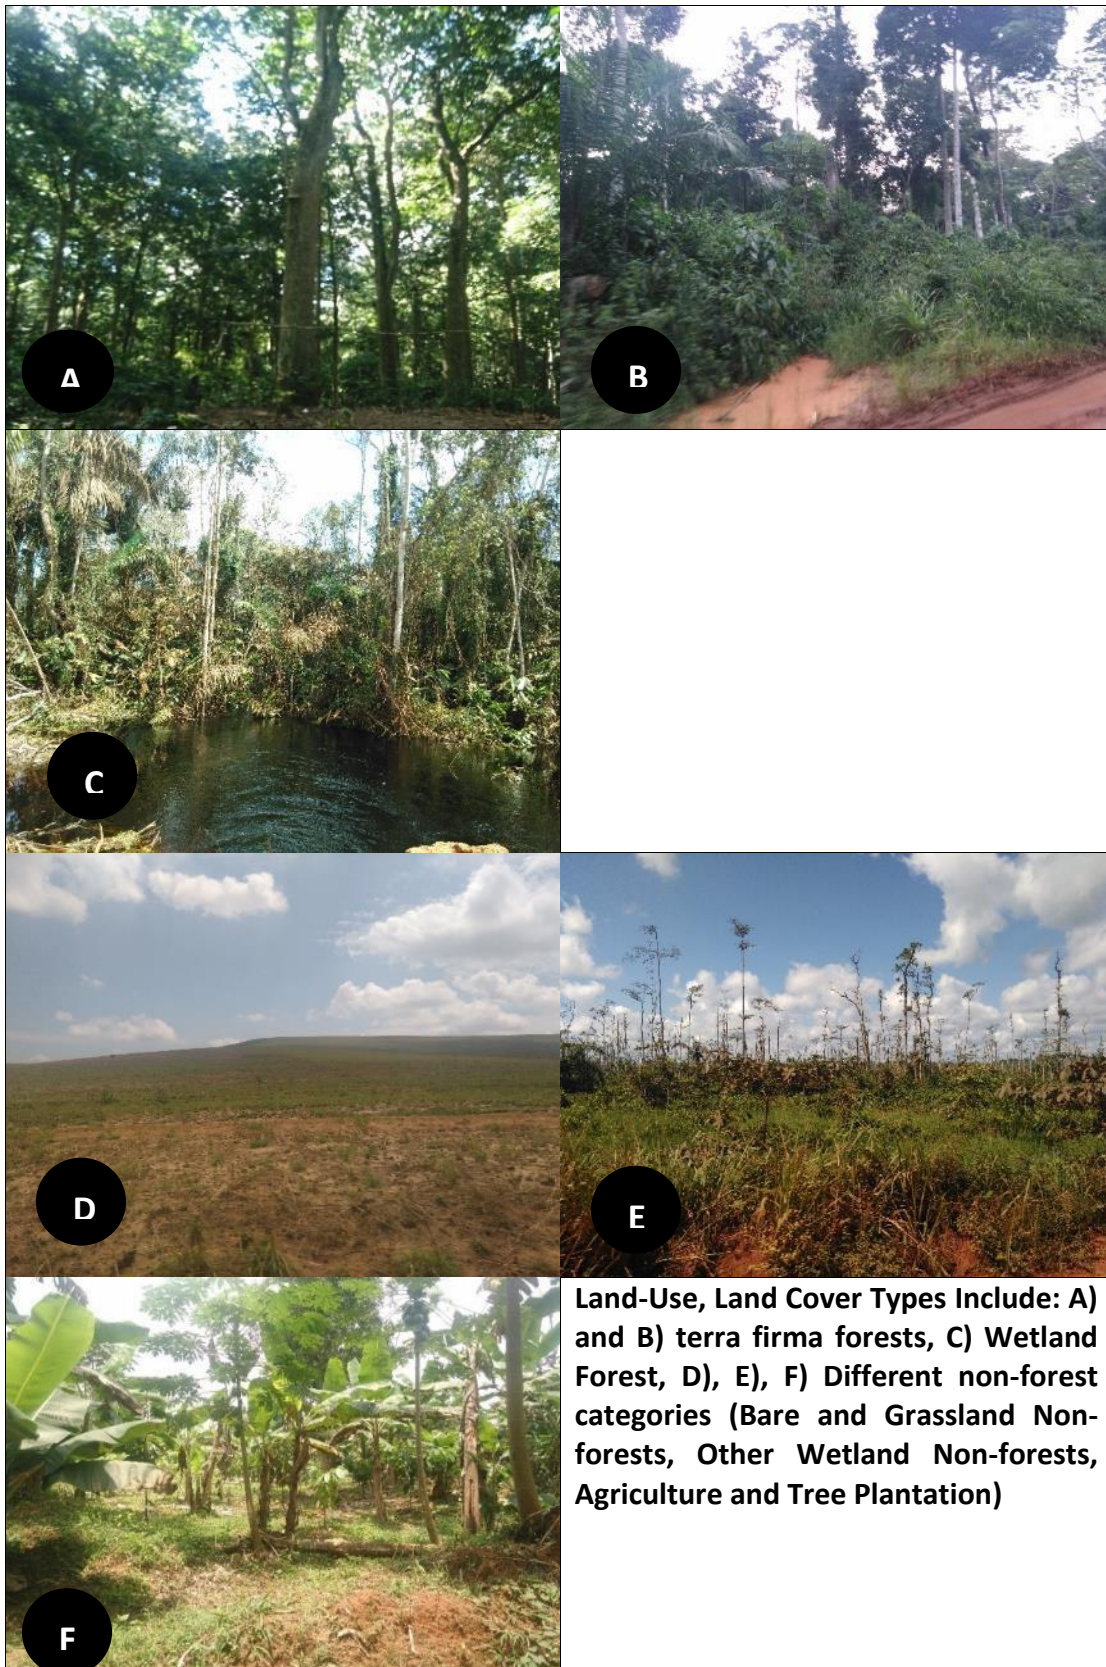 A
B
C
D
E
Land-Use, Land Cover Types Include: A)
and B) terra firma forests, C) Wetland
Forest, D), E), F) Different non-forest
categories (Bare and Grassland Non-
forests, Other Wetland Non-forests,
Agriculture and Tree Plantation)
F